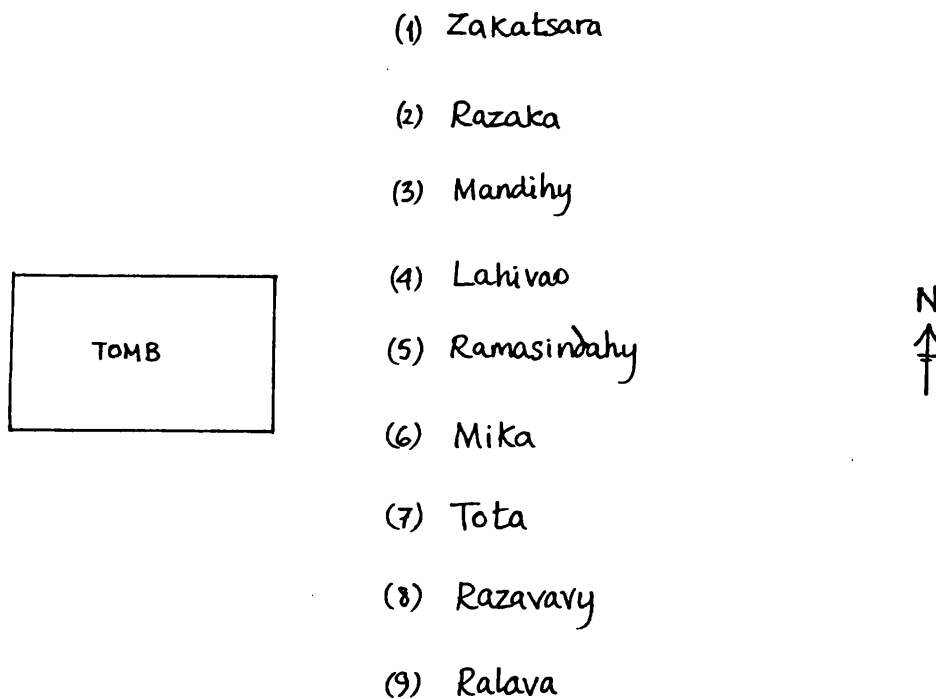 (1) Zakatsara
(2) Razaka
(3) Mandihy
(4) Lahivao
TOMB
N
(5) Ramasindahy
(6) Mika
(7) Tota
(8) Razavavy
(9) Ralava